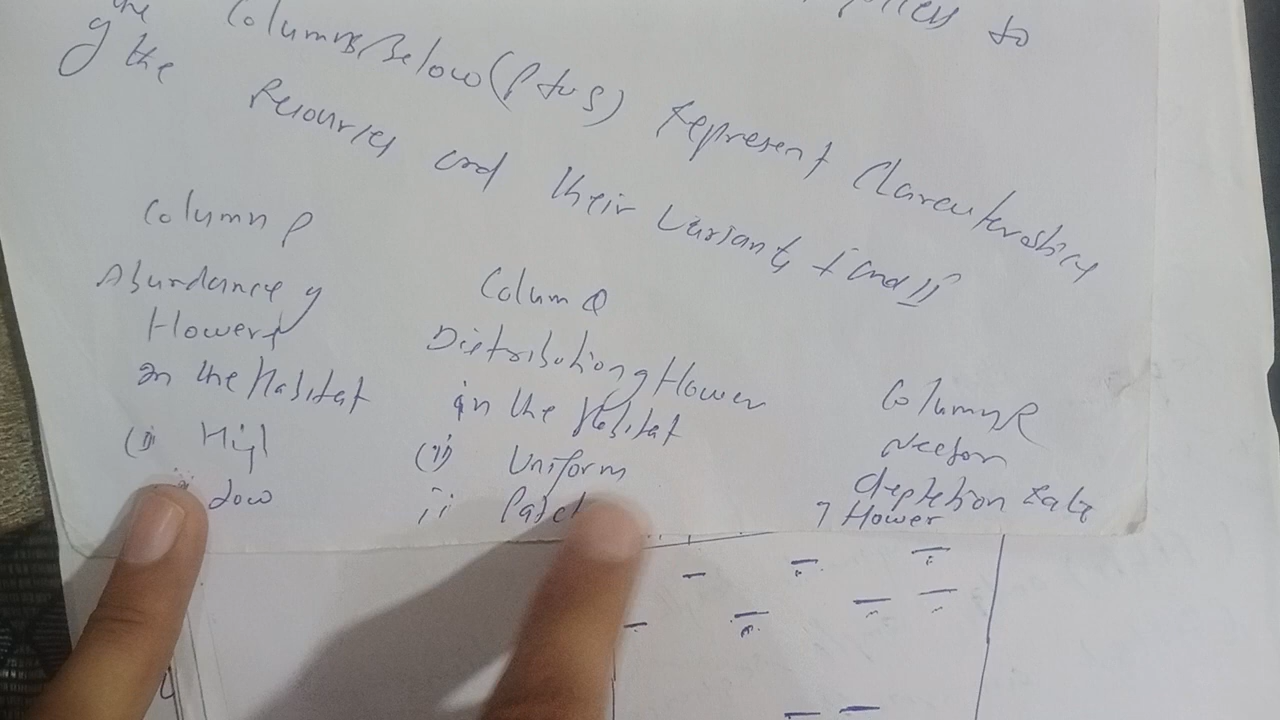 to
the Columns Below (P to S) represent Characteristics
of the Resources and their variants I and II
Column P
Abundance of
Flowers
in the Habitat
(i) High
ii low
Colum Q
Distribution of Flower
in the Habitat
(i) Uniform
ii
Column R
Nectar
depletion rate
of Flower